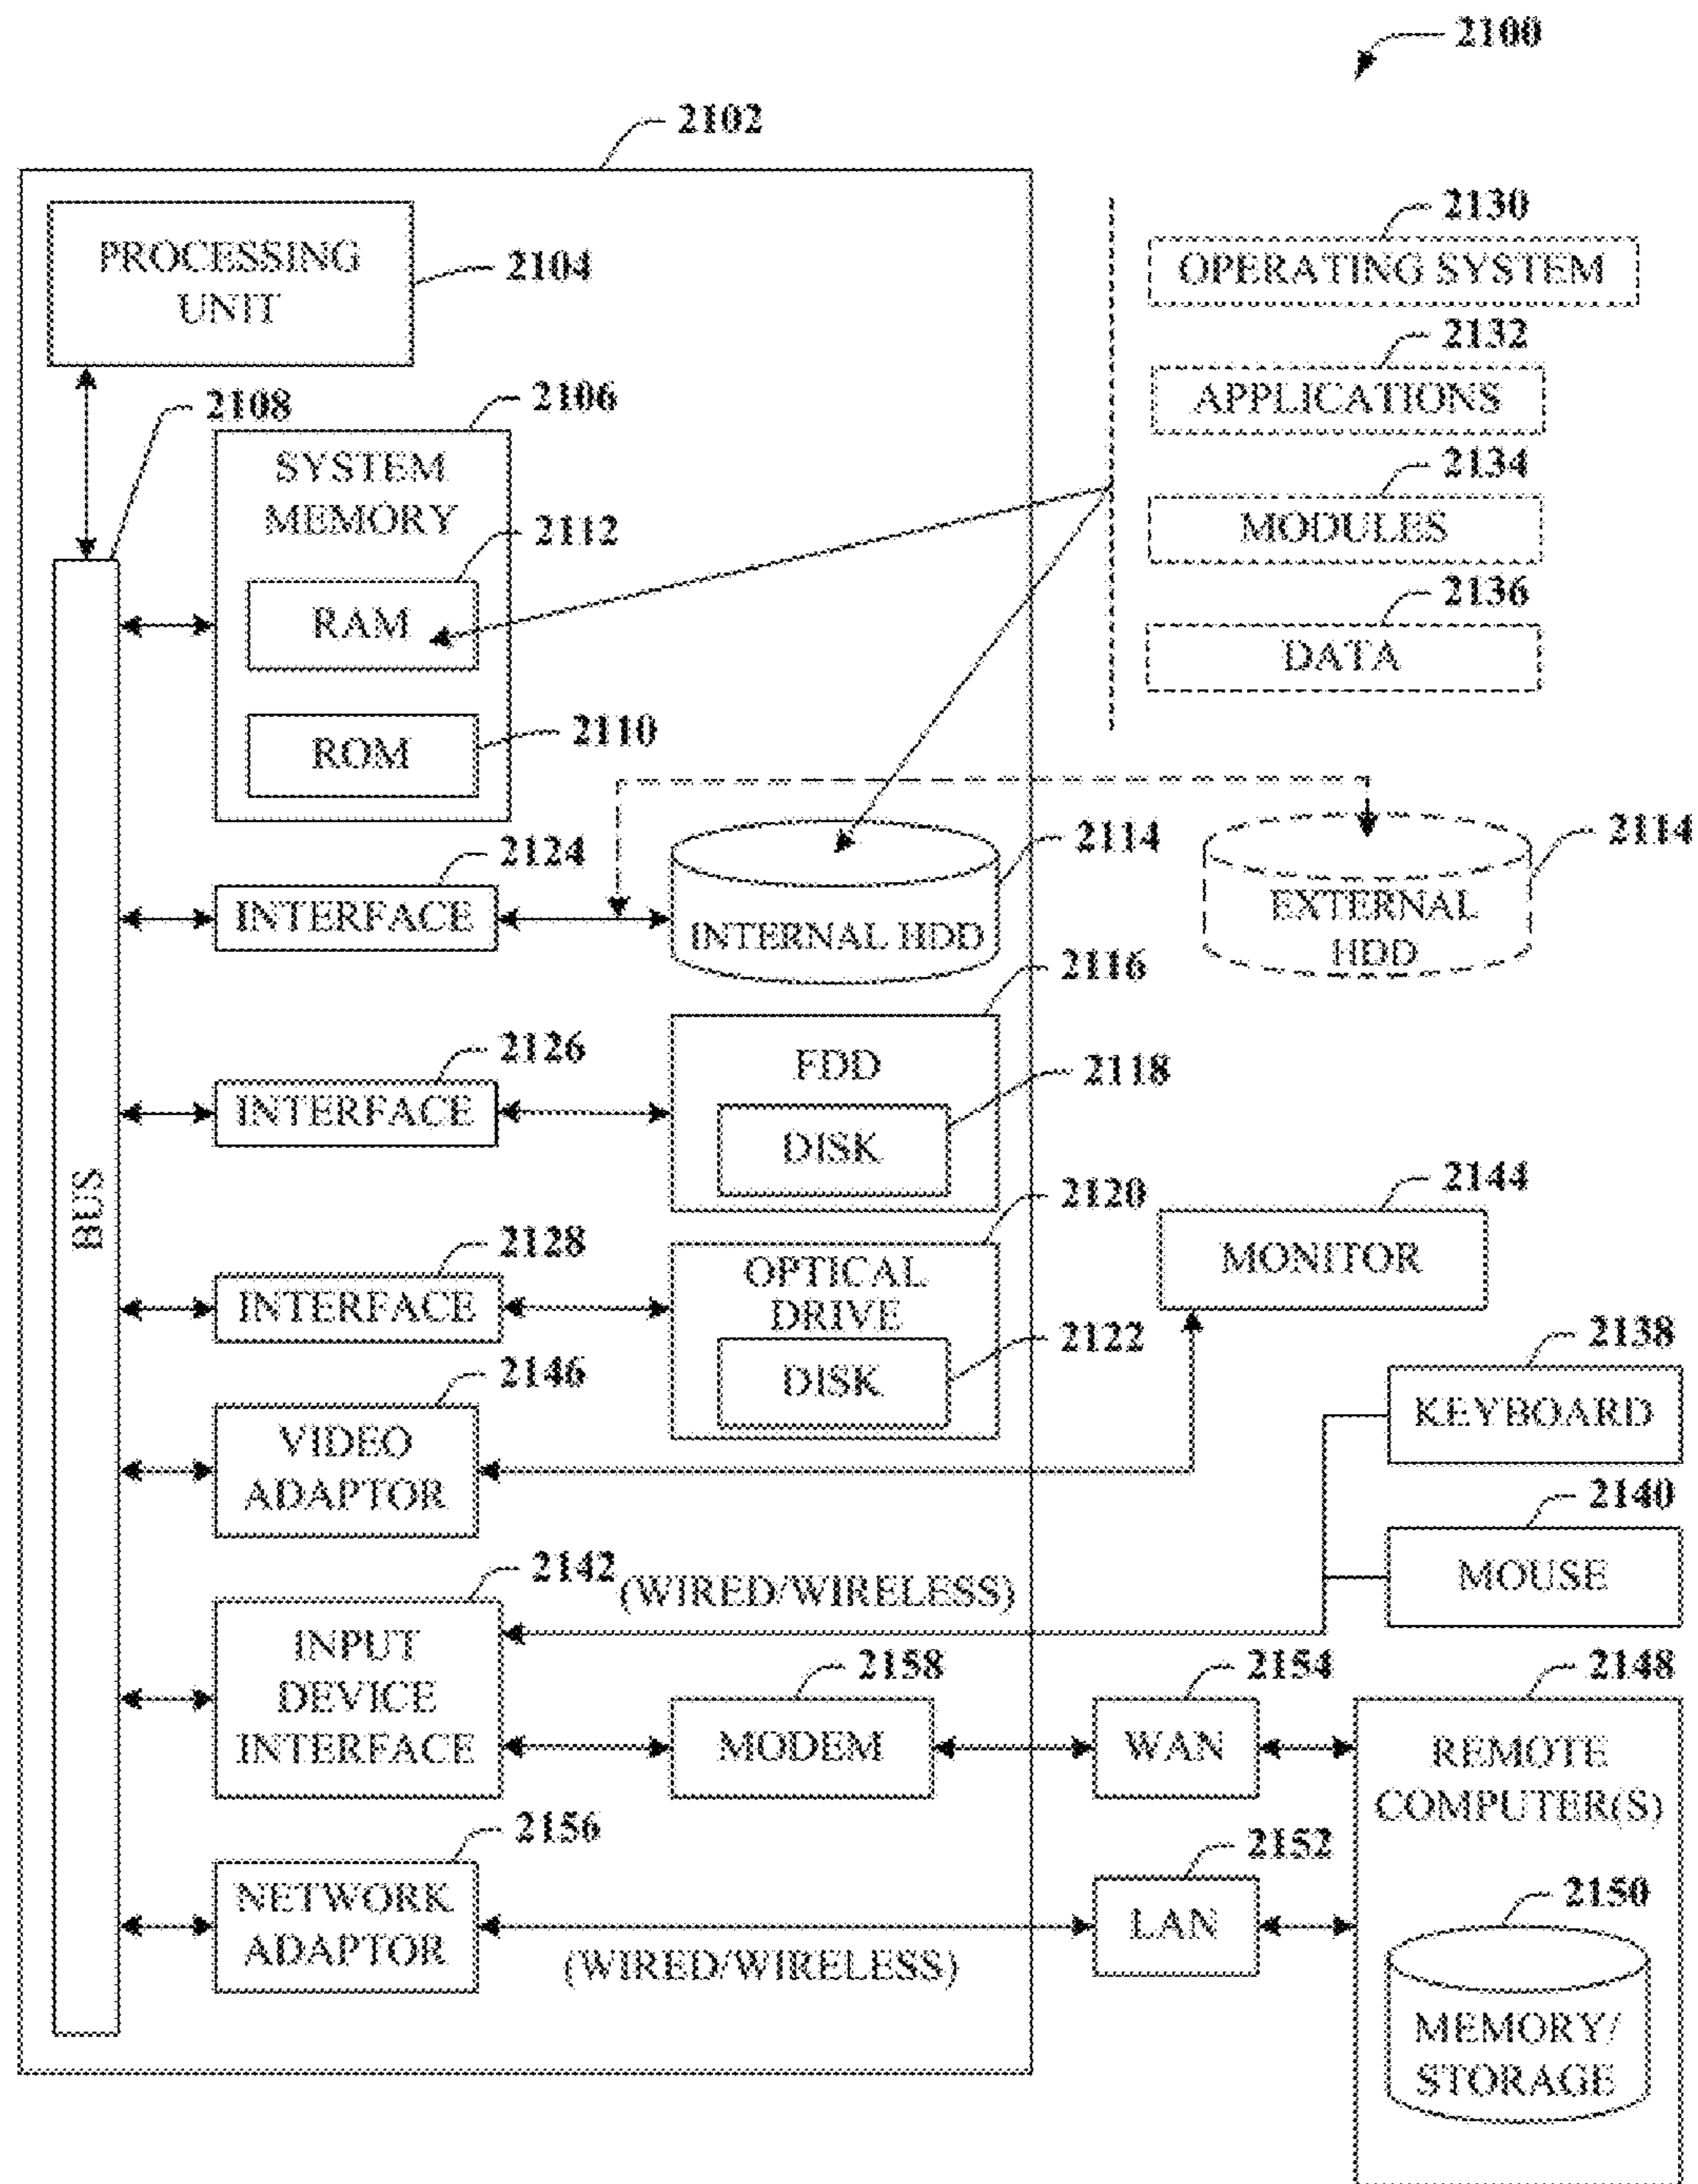 2100
2102
PROCESSING
UNIT
2104
2130
OPERATING SYSTEM
2132
APPLICATIONS
2134
MODULES
2136
DATA
2108
2106
SYSTEM
MEMORY
2112
RAM
2110
ROM
BUS
2124
INTERFACE
2114
INTERNAL HDD
2114
EXTERNAL
HDD
2126
INTERFACE
2116
FDD
2118
DISK
2128
INTERFACE
2120
OPTICAL
DRIVE
2122
DISK
2144
MONITOR
2146
VIDEO
ADAPTOR
2138
KEYBOARD
2140
MOUSE
2142
(WIRED/WIRELESS)
INPUT
DEVICE
INTERFACE
2158
MODEM
2154
WAN
2148
REMOTE
COMPUTER(S)
2156
NETWORK
ADAPTOR
(WIRED/WIRELESS)
2152
LAN
2150
MEMORY/
STORAGE